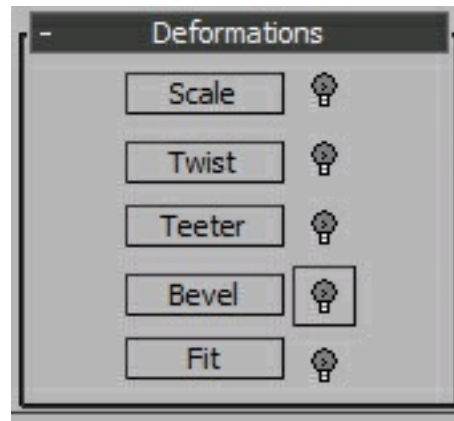 - Deformations
Scale
Twist
Teeter
Bevel
Fit